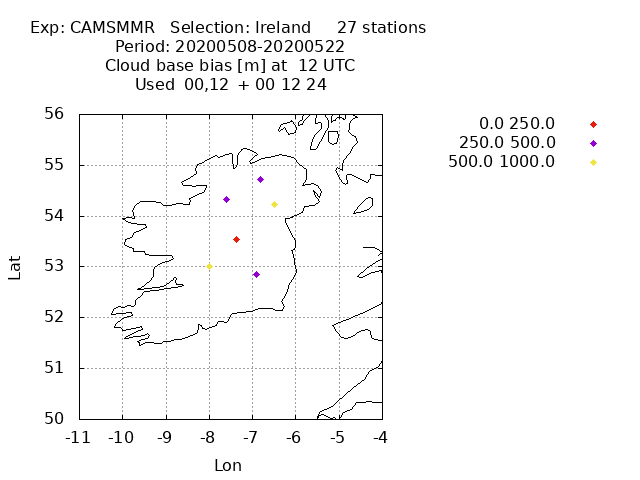 Exp: CAMSMMR   Selection: Ireland     27 stations
Period: 20200508-20200522
Cloud base bias [m] at  12 UTC
Used  00,12  + 00 12 24
0.0 250.0
250.0 500.0
500.0 1000.0
56
55
54
53
52
51
50
Lat
-11 -10 -9 -8 -7 -6 -5 -4
Lon